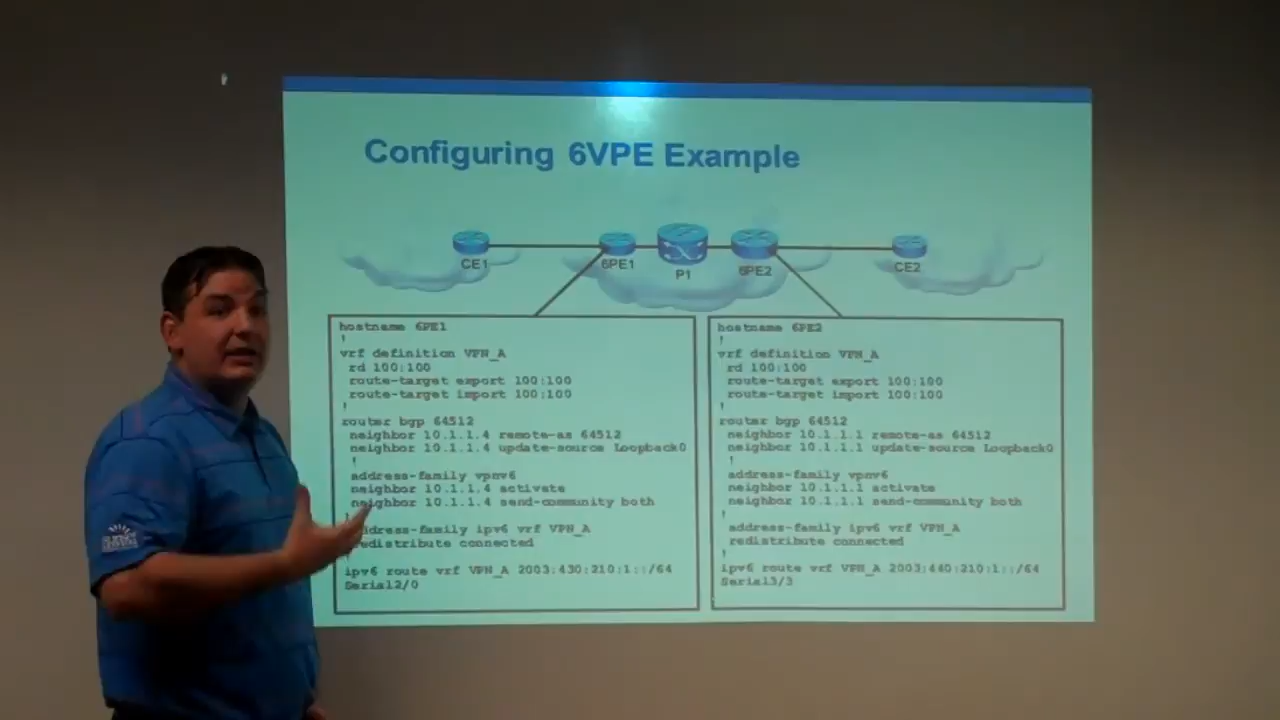 Configuring 6VPE Example
CE1
6PE1
P1
6PE2
CE2
hostname 6PE1
!
vrf definition VPN_A
rd 100:100
route-target export 100:100
route-target import 100:100
!
router bgp 64512
neighbor 10.1.1.4 remote-as 64512
neighbor 10.1.1.4 update-source Loopback0
!
address-family vpnv6
neighbor 10.1.1.4 activate
neighbor 10.1.1.4 send-community both
!
address-family ipv6 vrf VPN_A
redistribute connected
!
ipv6 route vrf VPN_A 2003:430:210:1::/64
Serial2/0
hostname 6PE2
!
vrf definition VPN_A
rd 100:100
route-target export 100:100
route-target import 100:100
!
router bgp 64512
neighbor 10.1.1.1 remote-as 64512
neighbor 10.1.1.1 update-source Loopback0
!
address-family vpnv6
neighbor 10.1.1.1 activate
neighbor 10.1.1.1 send-community both
!
address-family ipv6 vrf VPN_A
redistribute connected
!
ipv6 route vrf VPN_A 2003:440:210:1::/64
Serial3/3